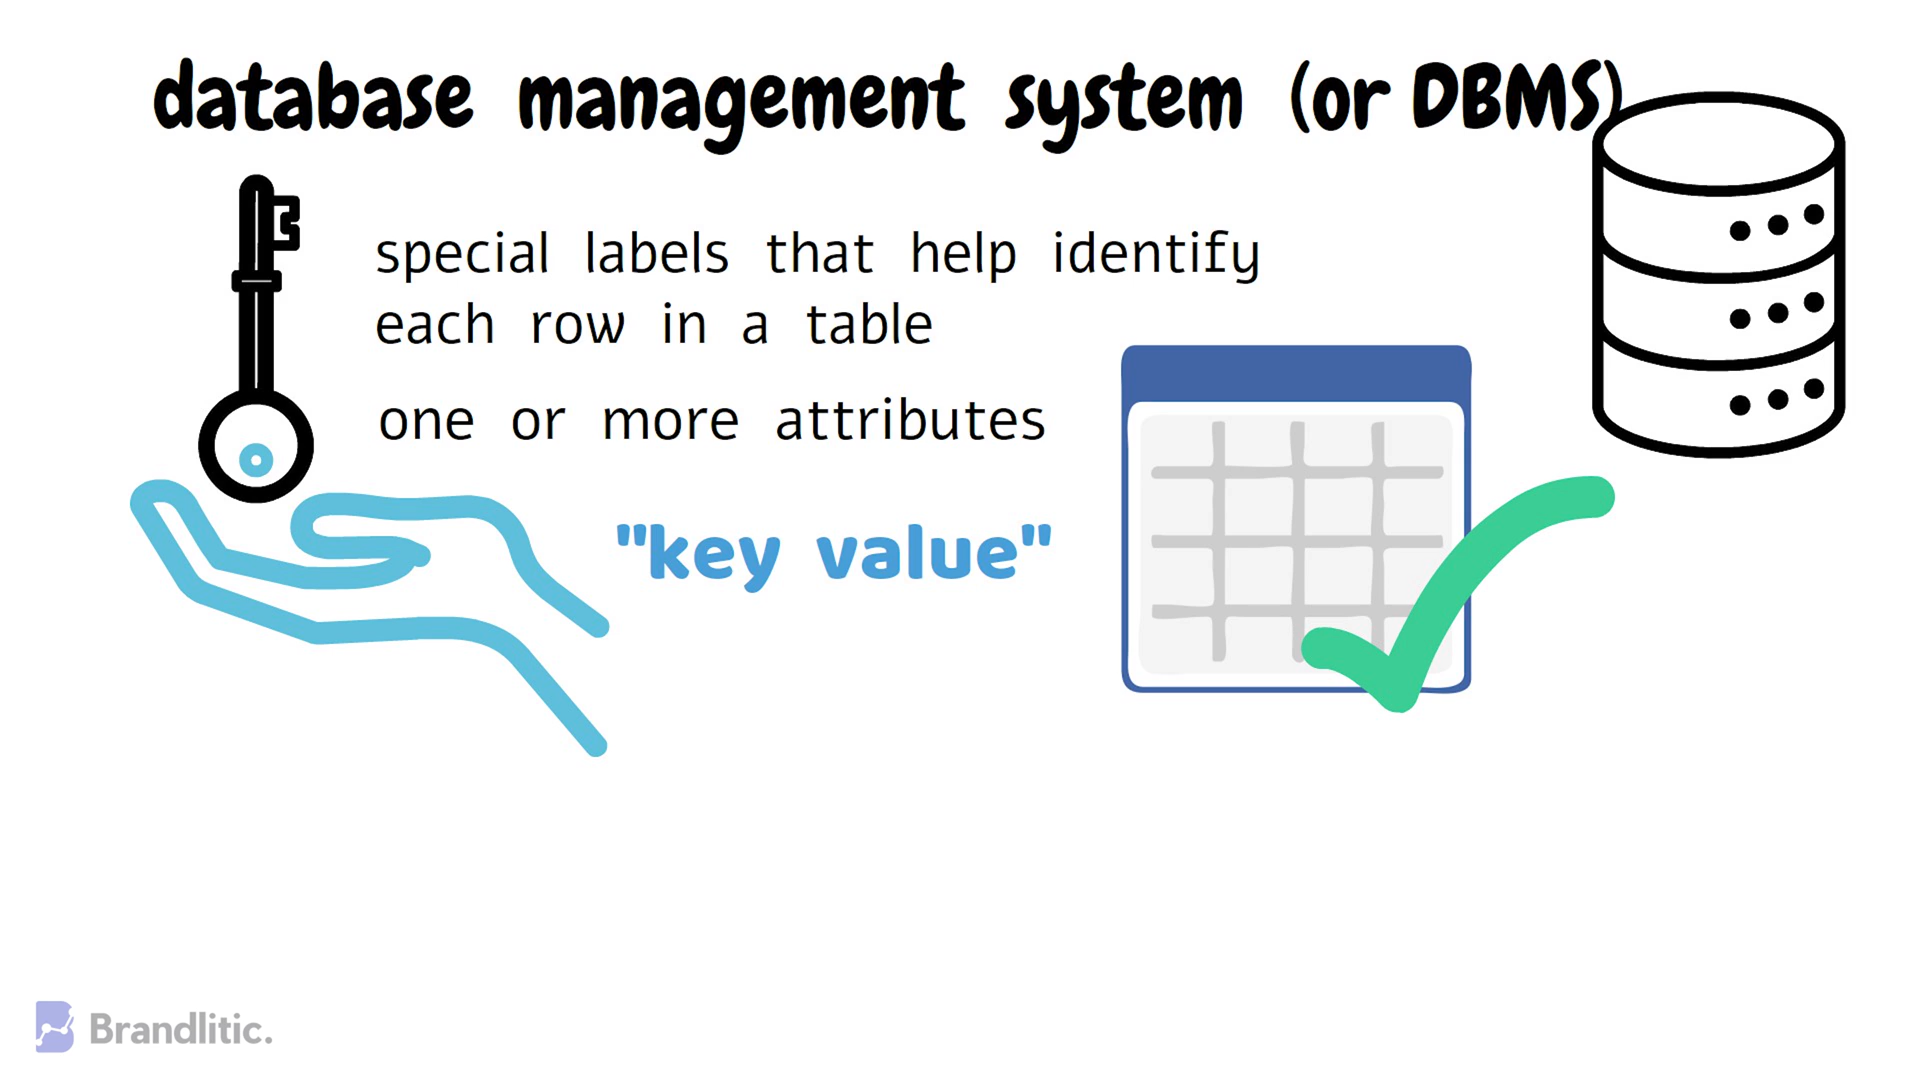 database management system (or DBMS)
special labels that help identify
each row in a table
one or more attributes
"key value"
Brandlitic.